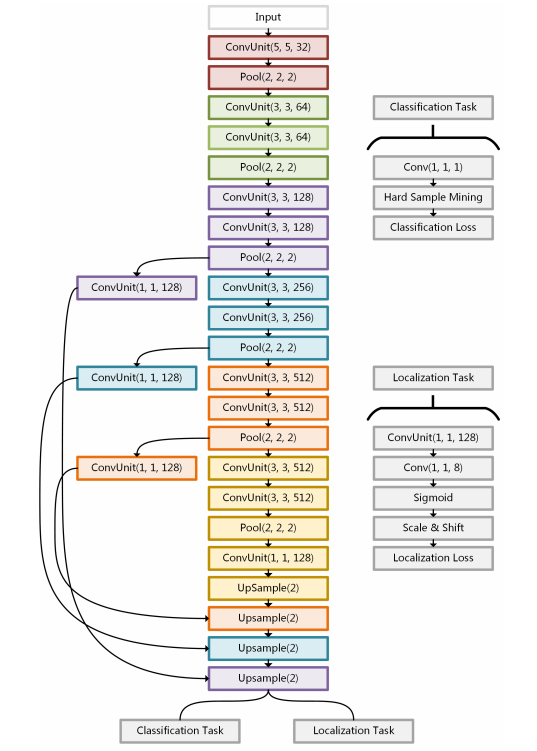 Input
ConvUnit(5, 5, 32)
Pool(2, 2, 2)
ConvUnit(3, 3, 64)
Classification Task
ConvUnit(3, 3, 64)
Pool(2, 2, 2)
Conv(1, 1, 1)
ConvUnit(3, 3, 128)
Hard Sample Mining
ConvUnit(3, 3, 128)
Classification Loss
Pool(2, 2, 2)
ConvUnit(1, 1, 128)
ConvUnit(3, 3, 256)
ConvUnit(3, 3, 256)
Pool(2, 2, 2)
ConvUnit(1, 1, 128)
ConvUnit(3, 3, 512)
Localization Task
ConvUnit(3, 3, 512)
Pool(2, 2, 2)
ConvUnit(1, 1, 128)
ConvUnit(1, 1, 128)
ConvUnit(3, 3, 512)
Conv(1, 1, 8)
ConvUnit(3, 3, 512)
Sigmoid
Pool(2, 2, 2)
Scale & Shift
ConvUnit(1, 1, 128)
Localization Loss
UpSample(2)
Upsample(2)
Upsample(2)
Upsample(2)
Classification Task
Localization Task